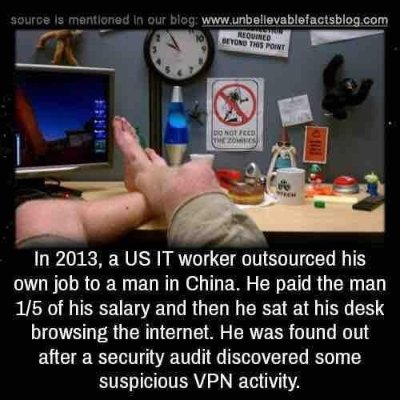 source is mentioned in our blog: www.unbelievablefactsblog.com
REQUIRED
BEYOND THIS POINT
DO NOT FEED
THE ZOMBIES
In 2013, a US IT worker outsourced his
own job to a man in China. He paid the man
1/5 of his salary and then he sat at his desk
browsing the internet. He was found out
after a security audit discovered some
suspicious VPN activity.